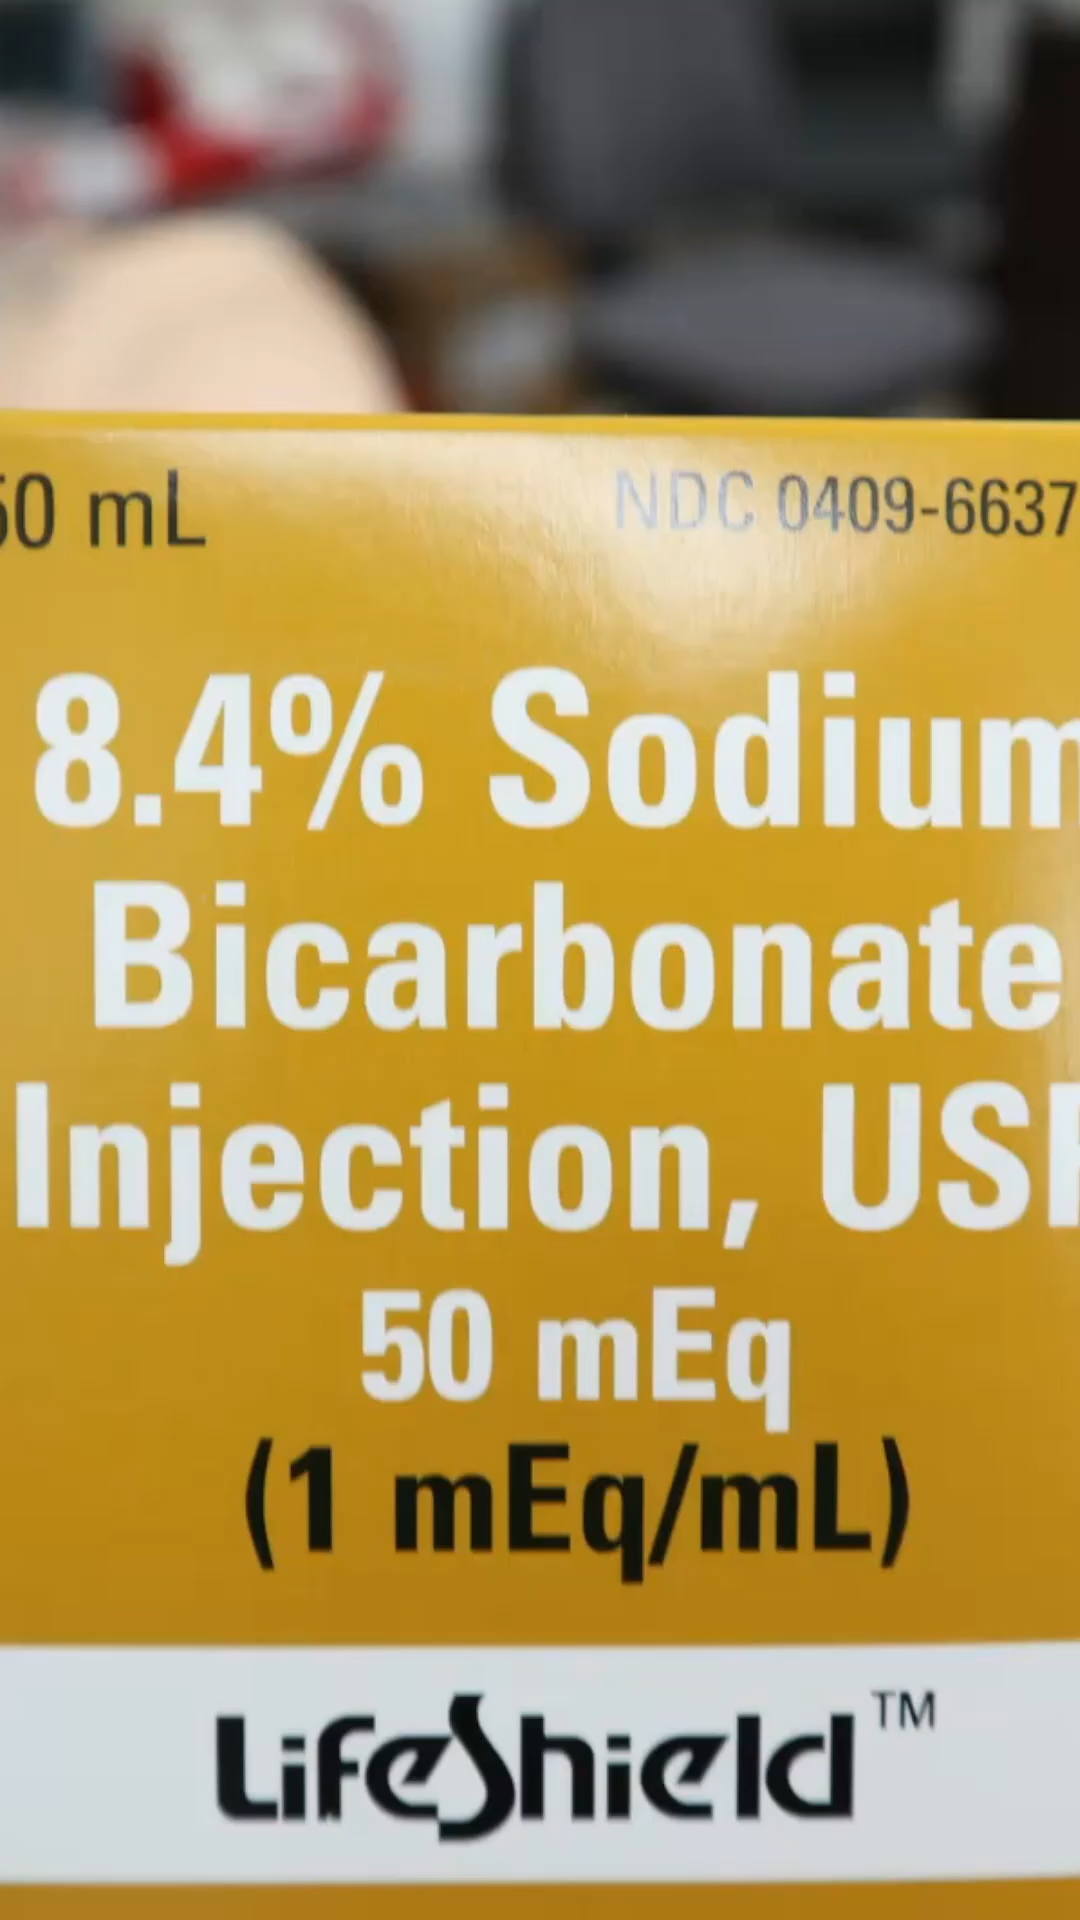 50 mL
NDC 0409-6637
8.4% Sodium
Bicarbonate
Injection, USP
50 mEq
(1 mEq/mL)
LifeShield™